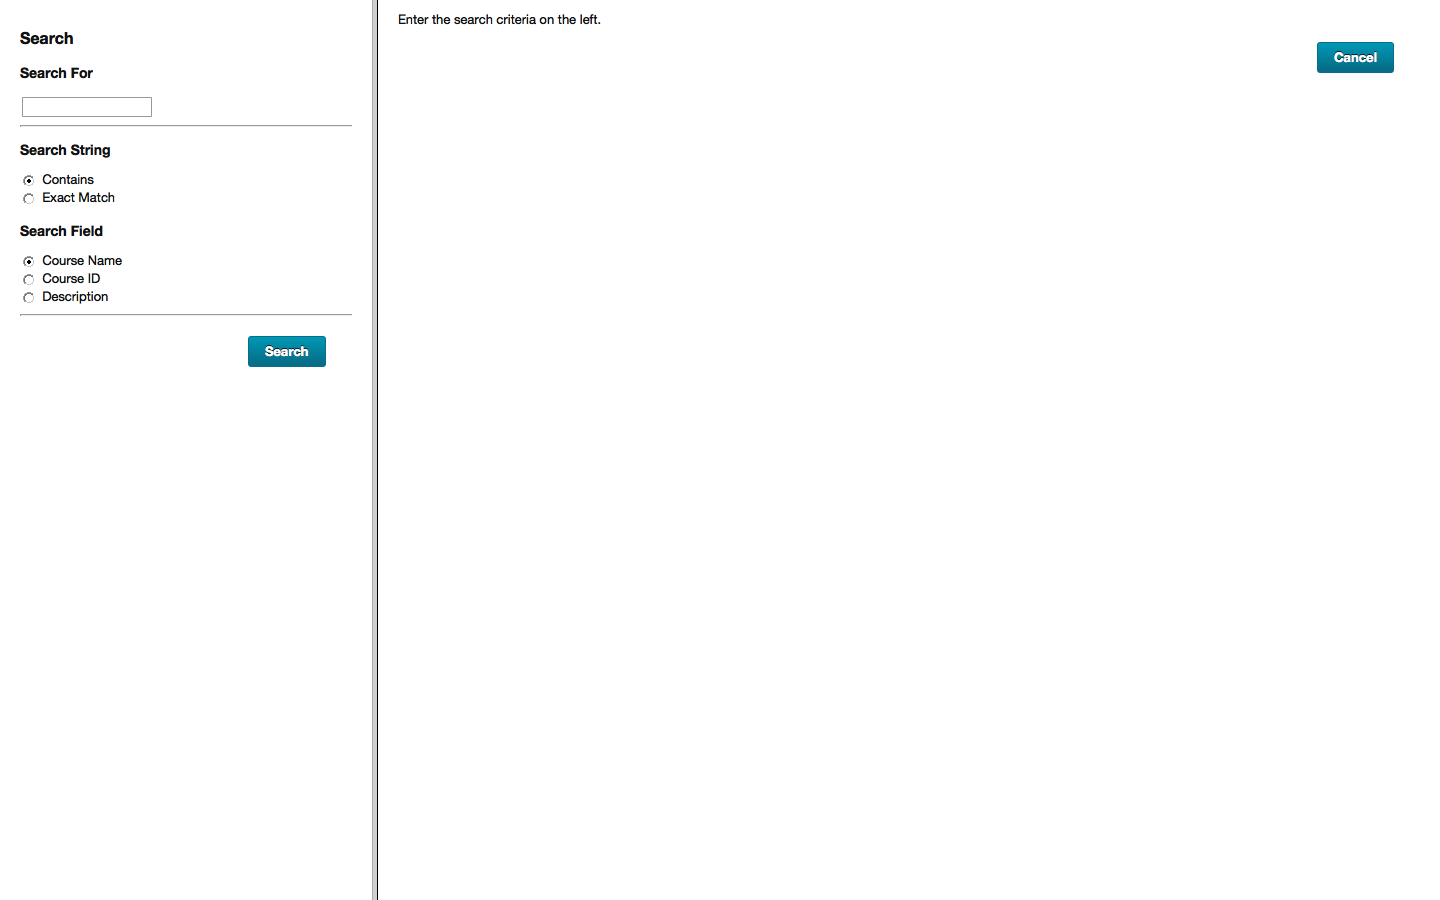 Search
Search For
Search String
Contains
Exact Match
Search Field
Course Name
Course ID
Description
Search
Enter the search criteria on the left.
Cancel